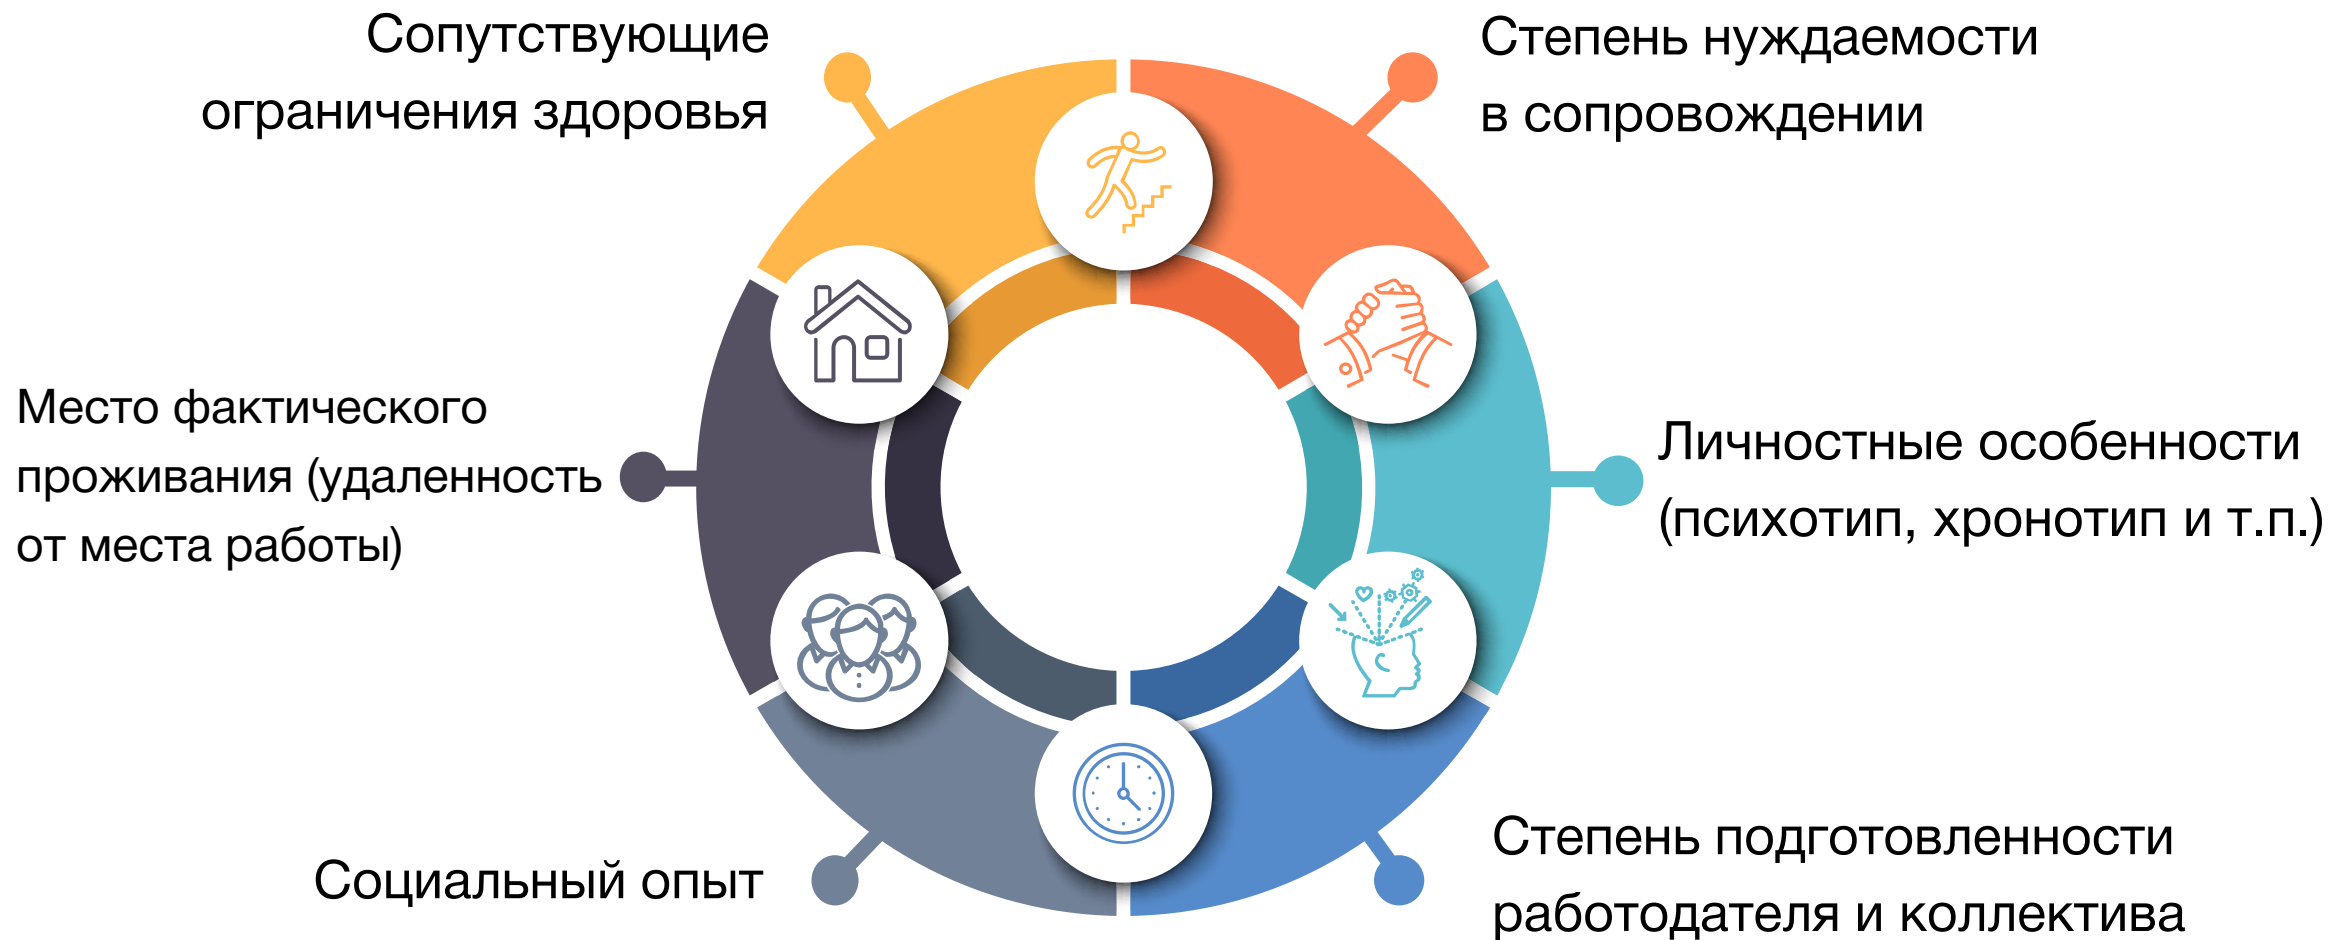 Сопутствующие
ограничения здоровья
Степень нуждаемости
в сопровождении
Место фактического
проживания (удаленность
от места работы)
Личностные особенности
(психотип, хронотип и т.п.)
Социальный опыт
Степень подготовленности
работодателя и коллектива